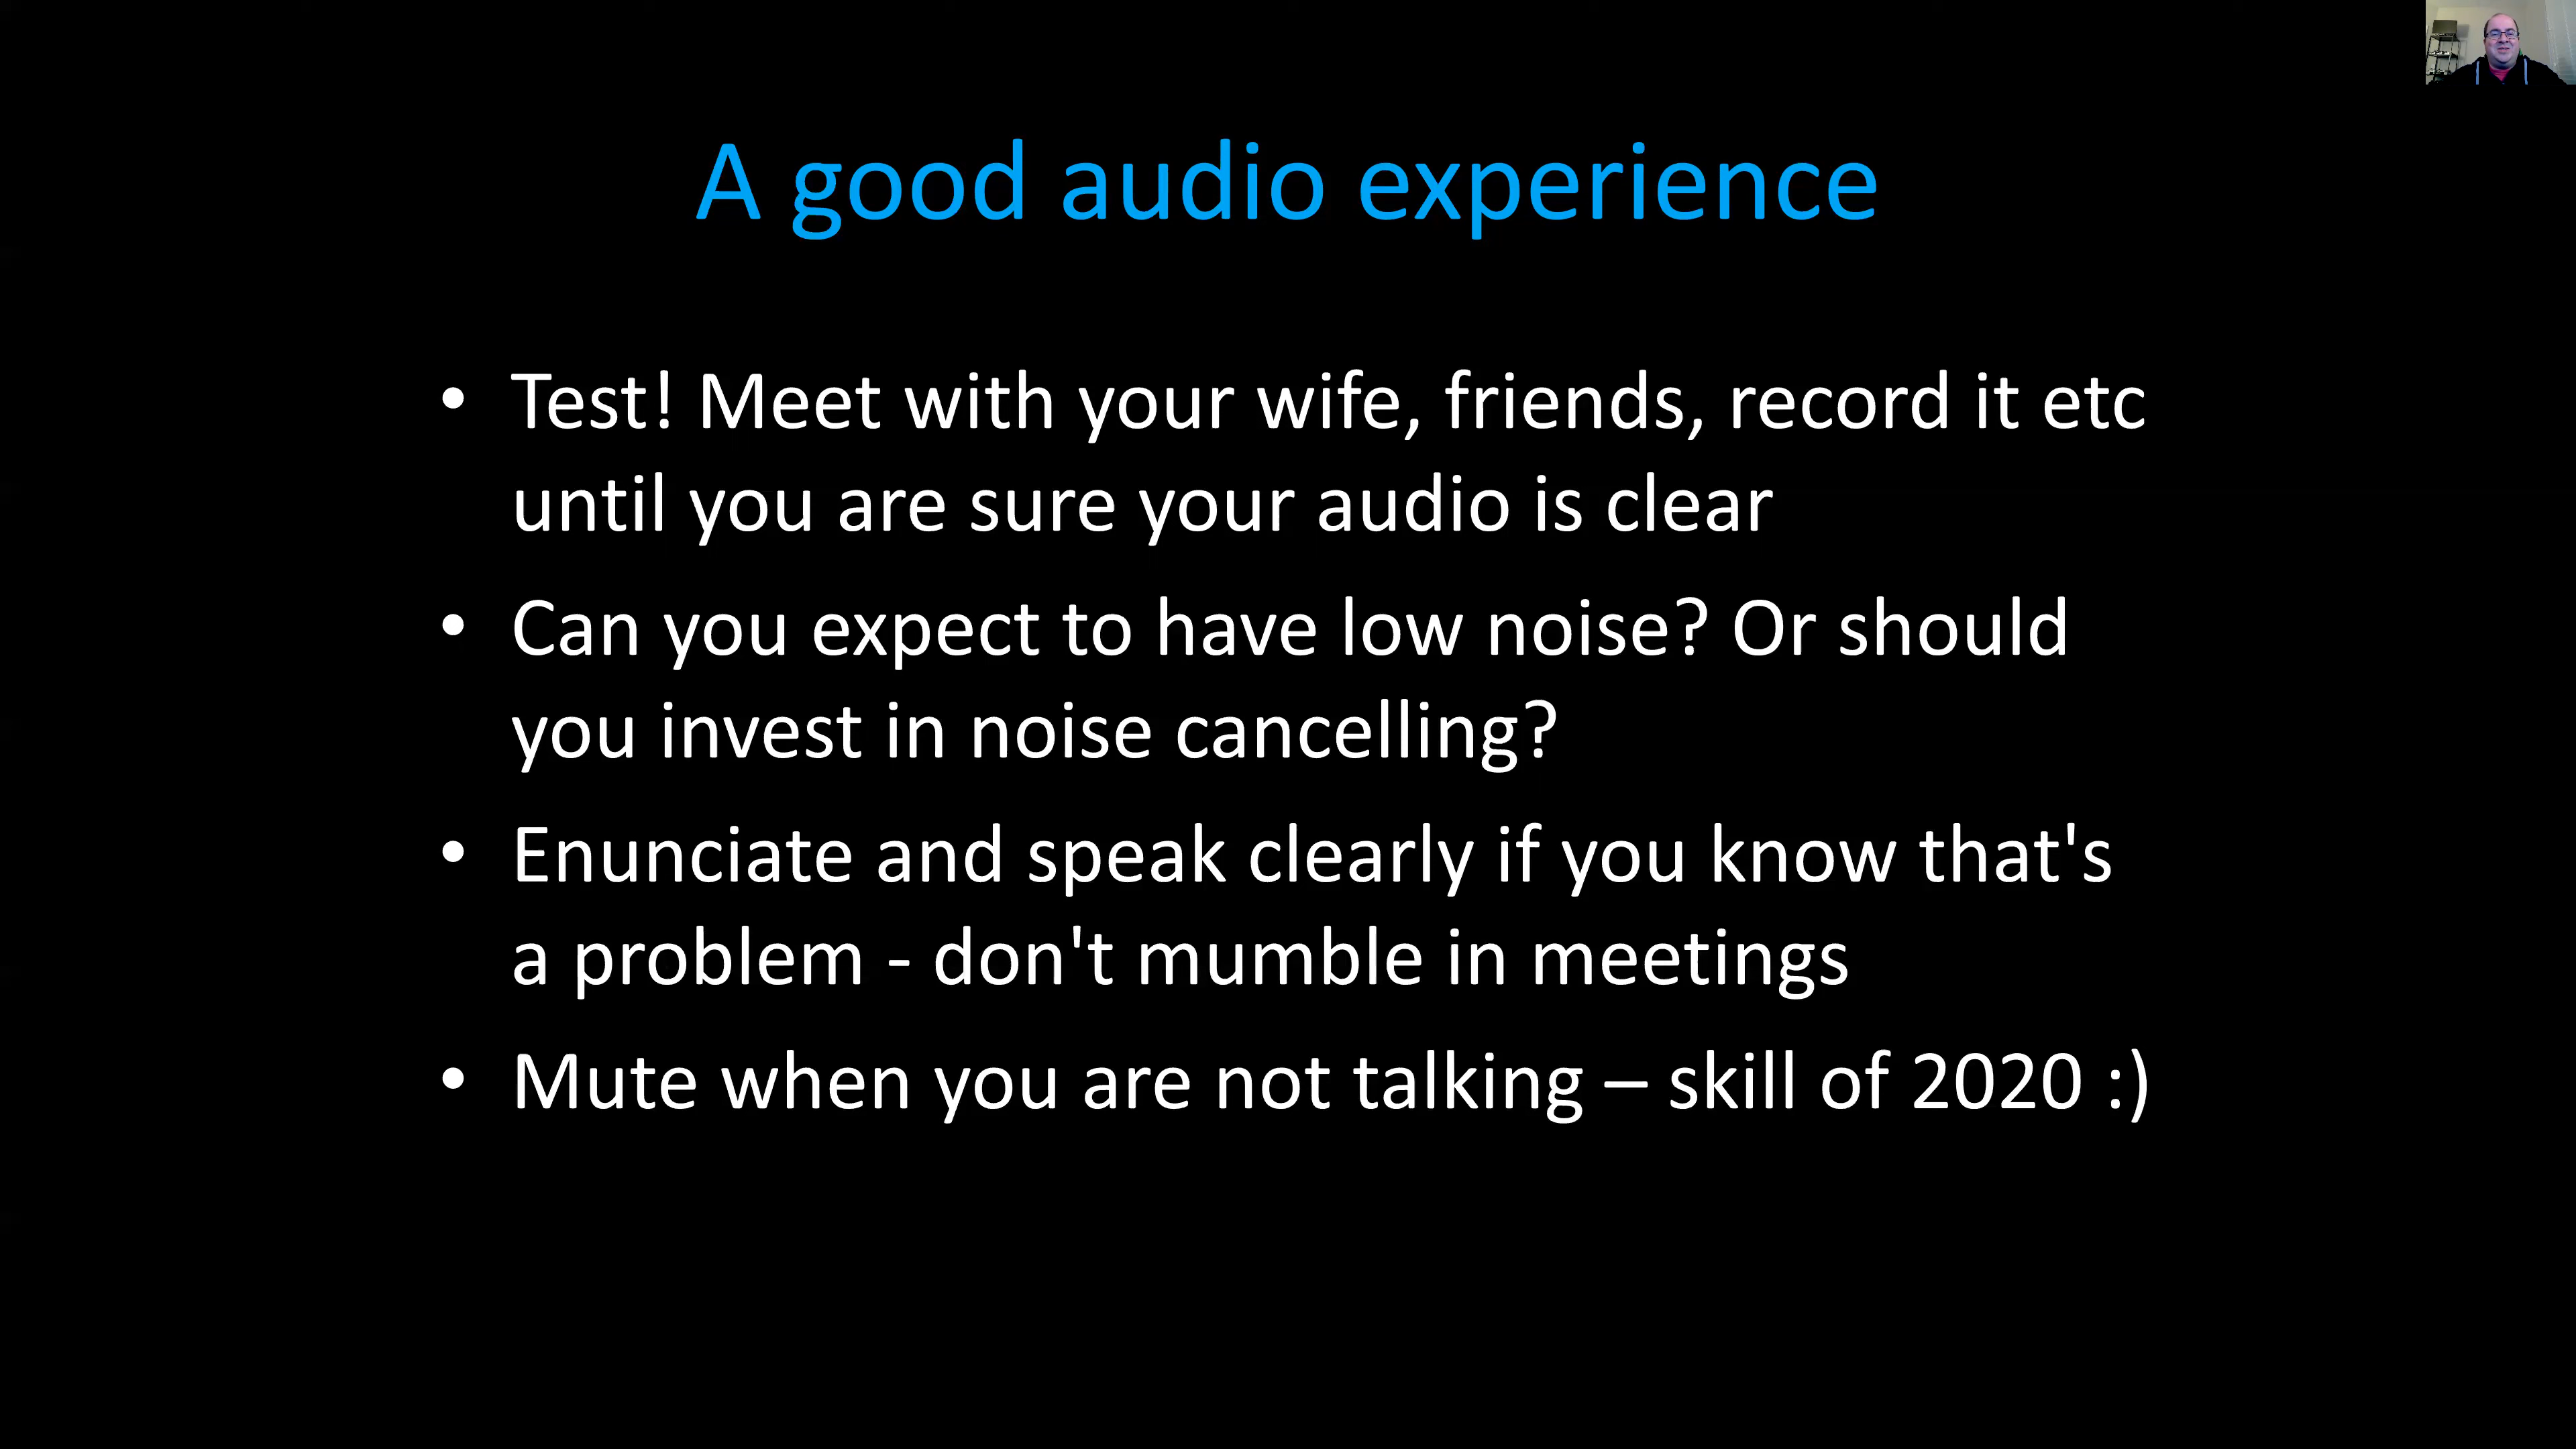 A good audio experience
• Test! Meet with your wife, friends, record it etc
until you are sure your audio is clear
• Can you expect to have low noise? Or should
you invest in noise cancelling?
• Enunciate and speak clearly if you know that's
a problem - don't mumble in meetings
• Mute when you are not talking – skill of 2020 :)